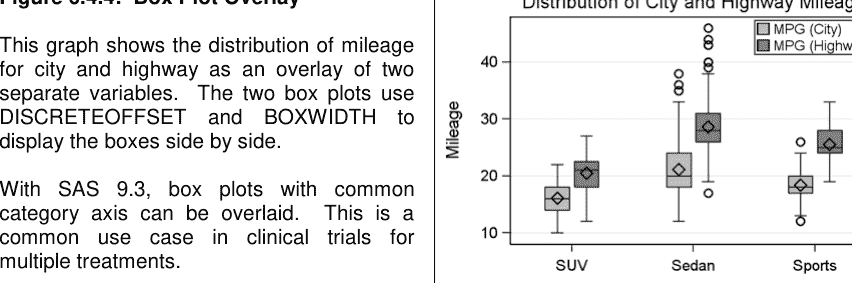 Figure 6.4.4: Box Plot Overlay
This graph shows the distribution of mileage
for city and highway as an overlay of two
separate variables. The two box plots use
DISCRETEOFFSET and BOXWIDTH to
display the boxes side by side.
With SAS 9.3, box plots with common
category axis can be overlaid. This is a
common use case in clinical trials for
multiple treatments.
Distribution of City and Highway Mileag
MPG (City)
MPG (Highw
Mileage
40
30
20
10
SUV
Sedan
Sports